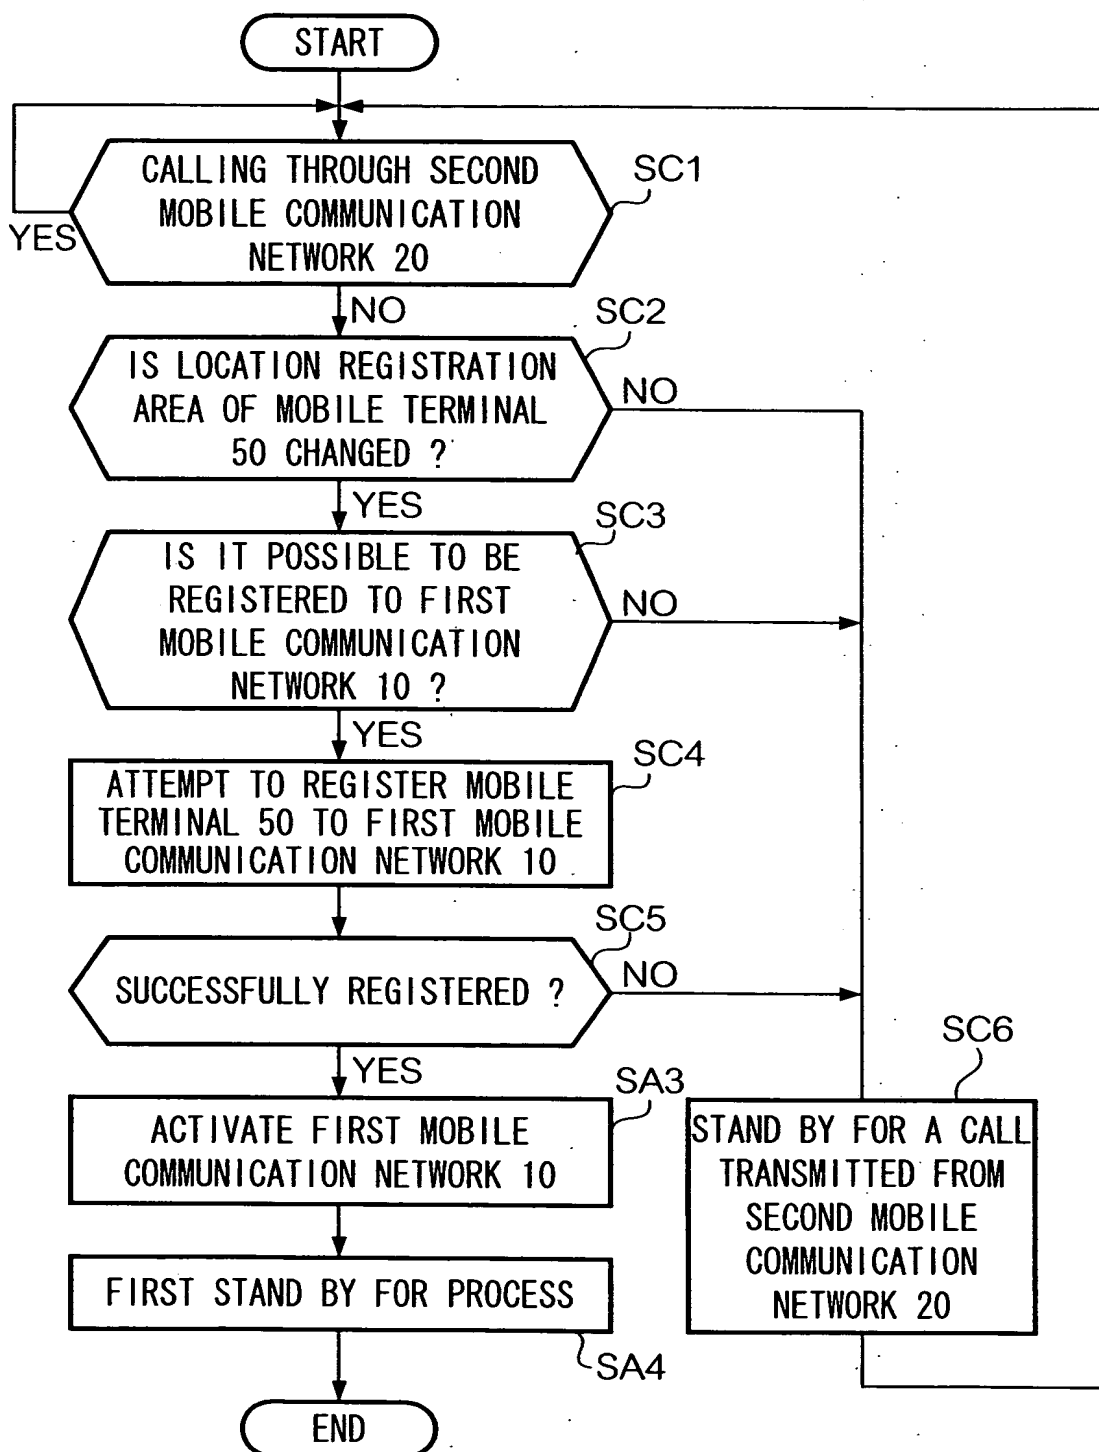 START
CALLING THROUGH SECOND
MOBILE COMMUNICATION
NETWORK 20
SC1
YES
NO
SC2
IS LOCATION REGISTRATION
AREA OF MOBILE TERMINAL
50 CHANGED ?
NO
YES
SC3
IS IT POSSIBLE TO BE
REGISTERED TO FIRST
MOBILE COMMUNICATION
NETWORK 10 ?
NO
YES
SC4
ATTEMPT TO REGISTER MOBILE
TERMINAL 50 TO FIRST MOBILE
COMMUNICATION NETWORK 10
SC5
SUCCESSFULLY REGISTERED ?
NO
YES
SC6
STAND BY FOR A CALL
TRANSMITTED FROM
SECOND MOBILE
COMMUNICATION
NETWORK 20
SA3
ACTIVATE FIRST MOBILE
COMMUNICATION NETWORK 10
FIRST STAND BY FOR PROCESS
SA4
END